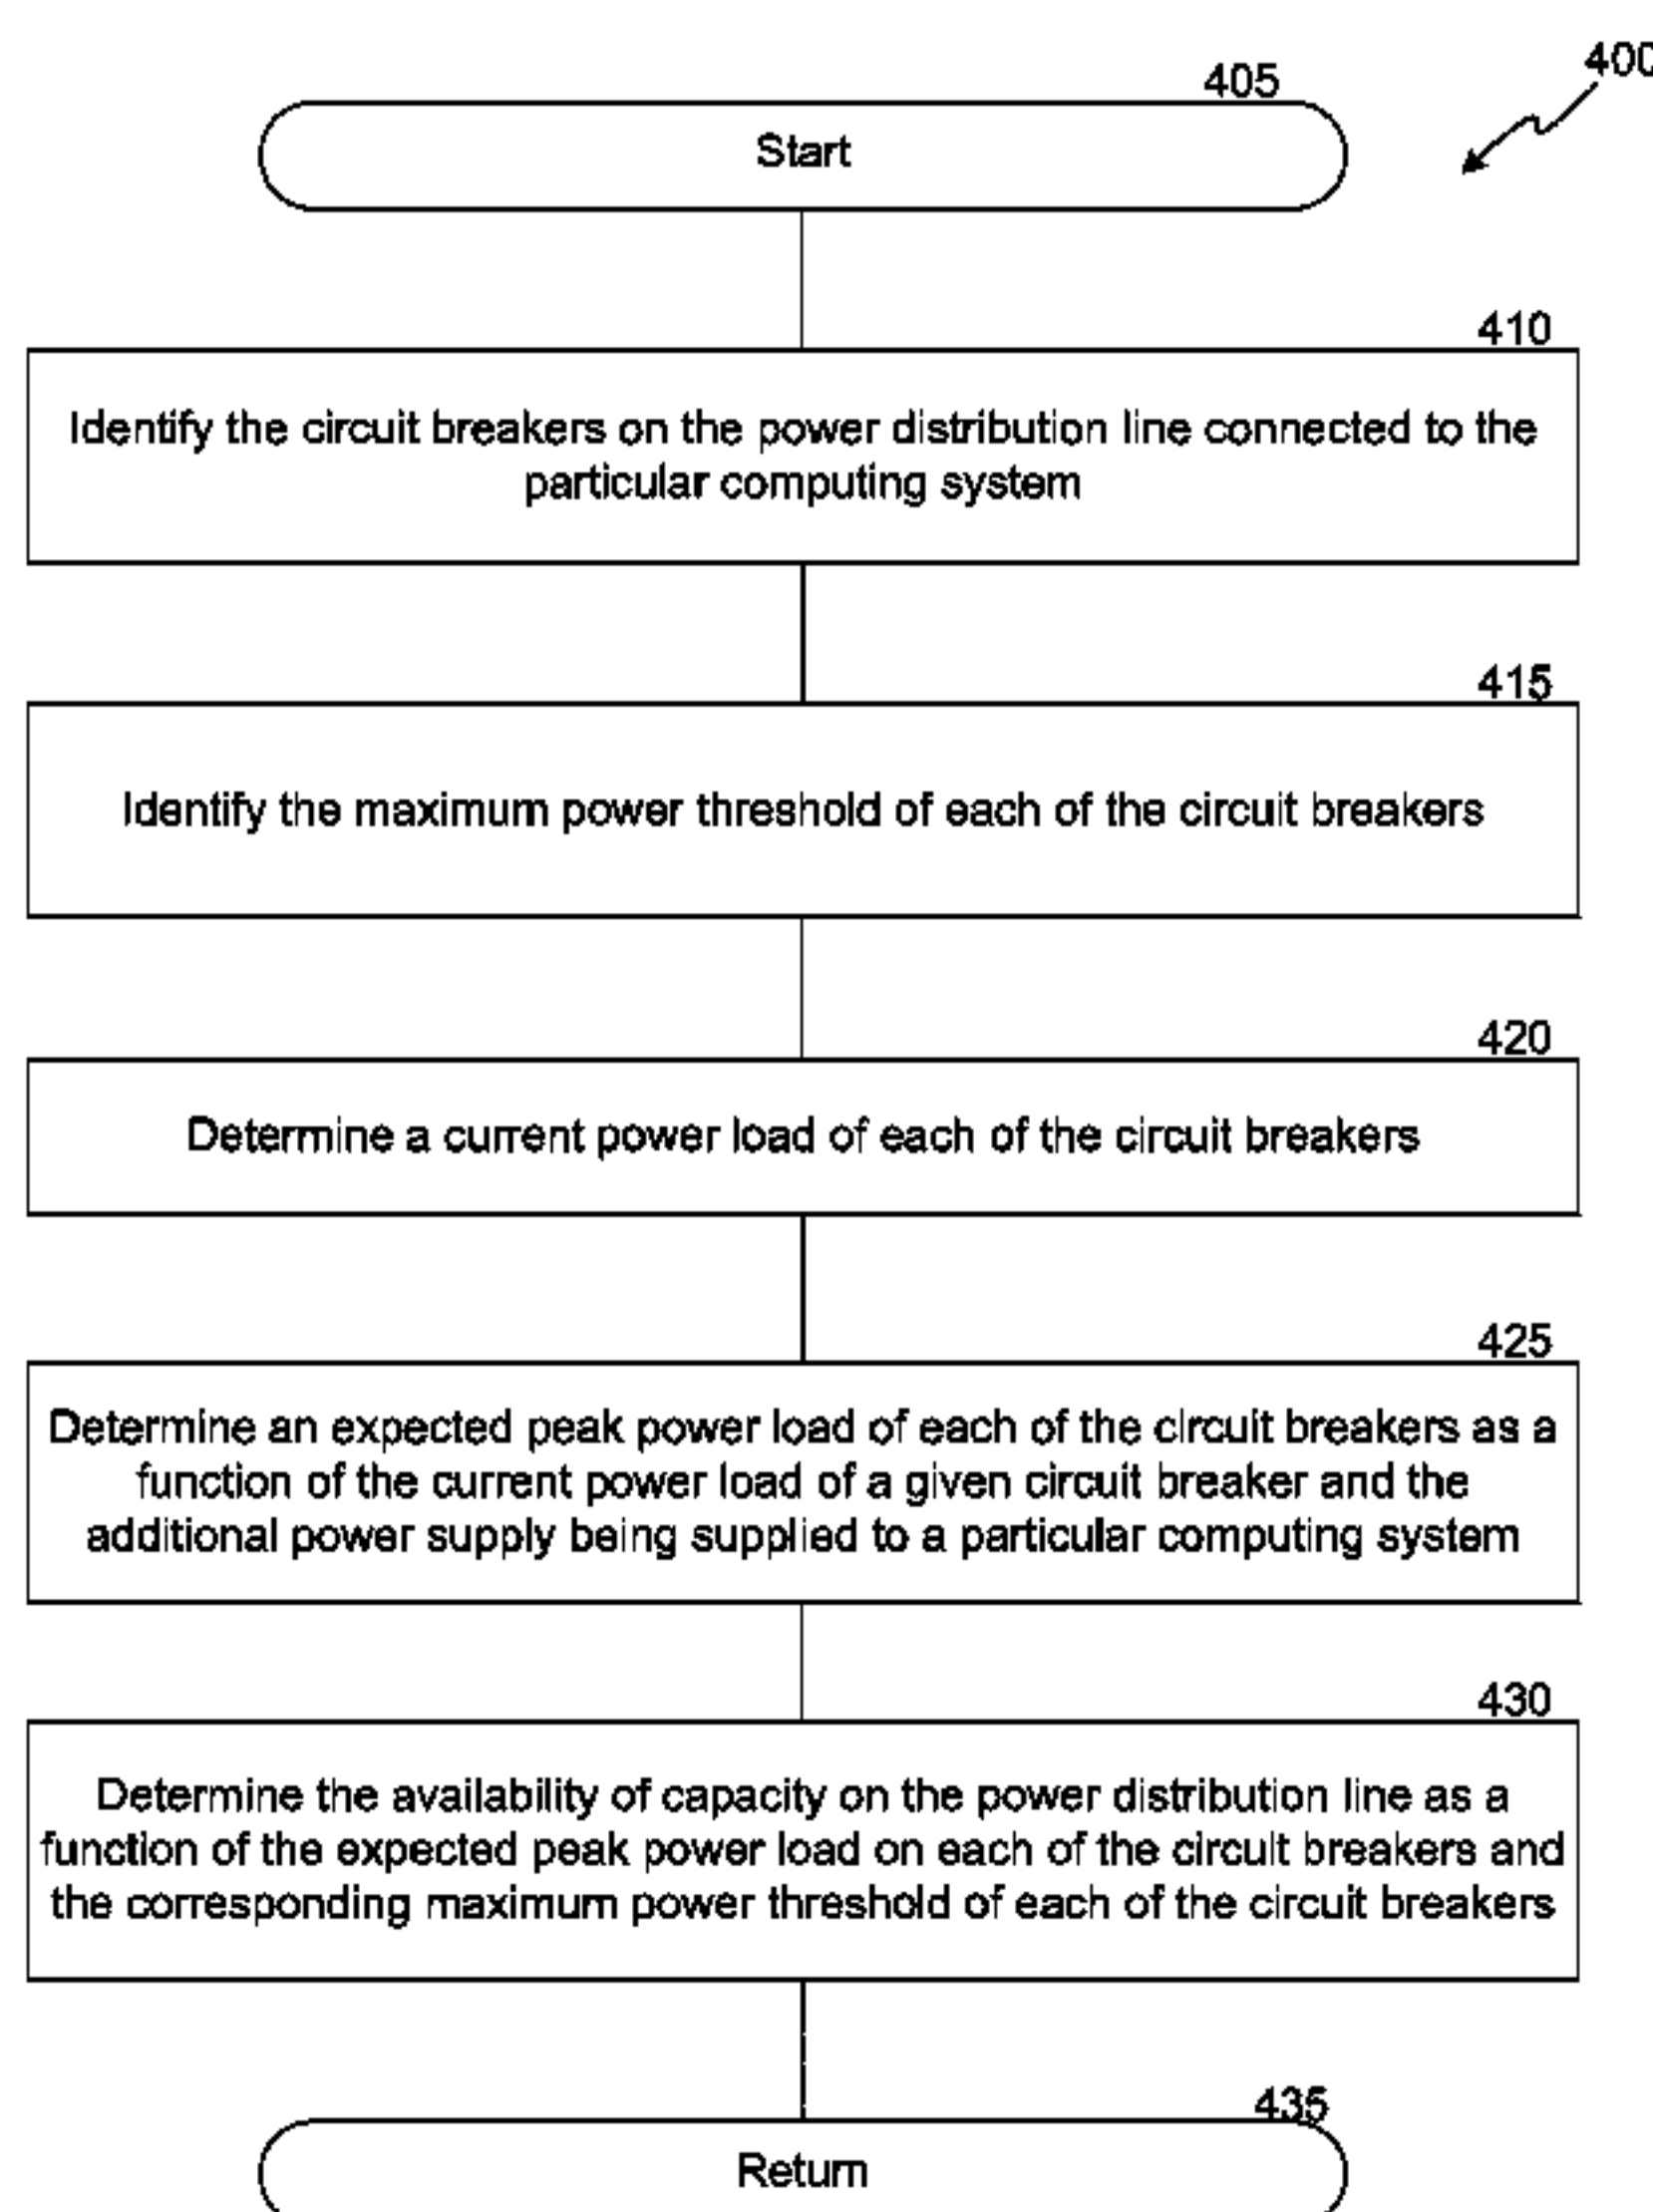 400
405
Start
410
Identify the circuit breakers on the power distribution line connected to the
particular computing system
415
Identify the maximum power threshold of each of the circuit breakers
420
Determine a current power load of each of the circuit breakers
425
Determine an expected peak power load of each of the circuit breakers as a
function of the current power load of a given circuit breaker and the
additional power supply being supplied to a particular computing system
430
Determine the availability of capacity on the power distribution line as a
function of the expected peak power load on each of the circuit breakers and
the corresponding maximum power threshold of each of the circuit breakers
435
Return